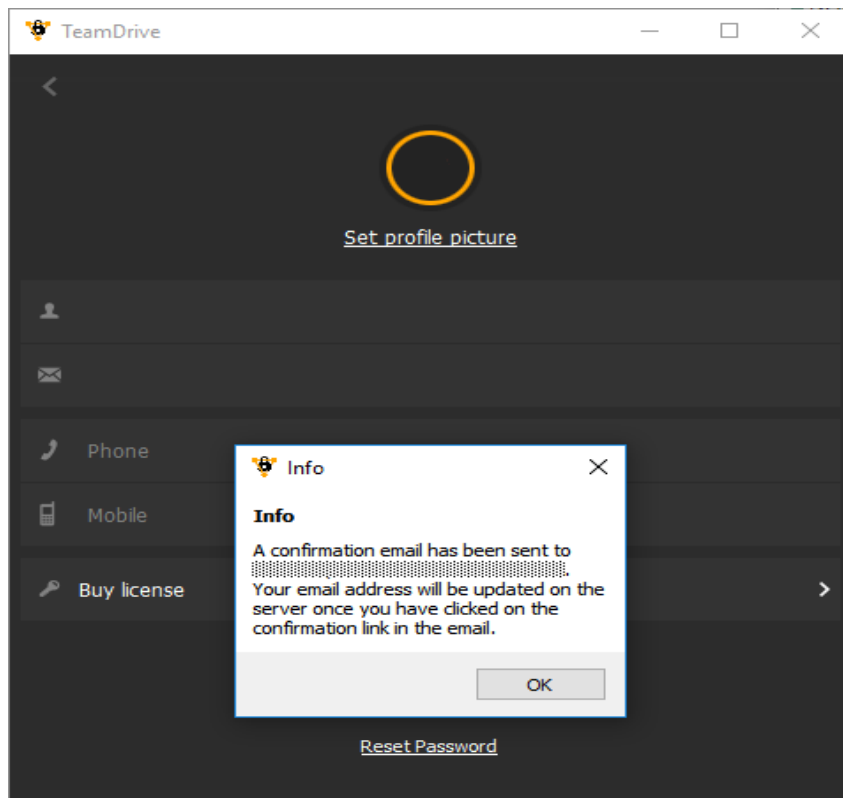 TeamDrive
Set profile picture
Phone
Mobile
Buy license
Info
Info
A confirmation email has been sent to
.
Your email address will be updated on the
server once you have clicked on the
confirmation link in the email.
OK
Reset Password